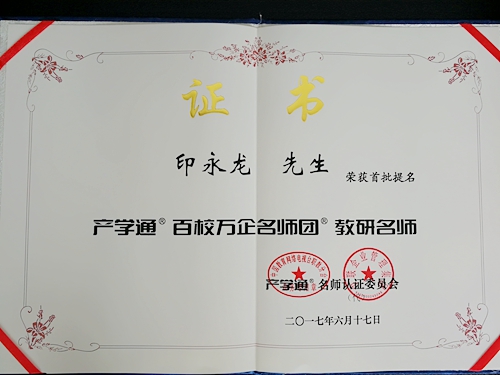 证 书
印永龙 先生 荣获首批提名
产学通® 百校万企名师团® 教研名师
产学通® 名师认证委员会
二〇一七年六月十七日